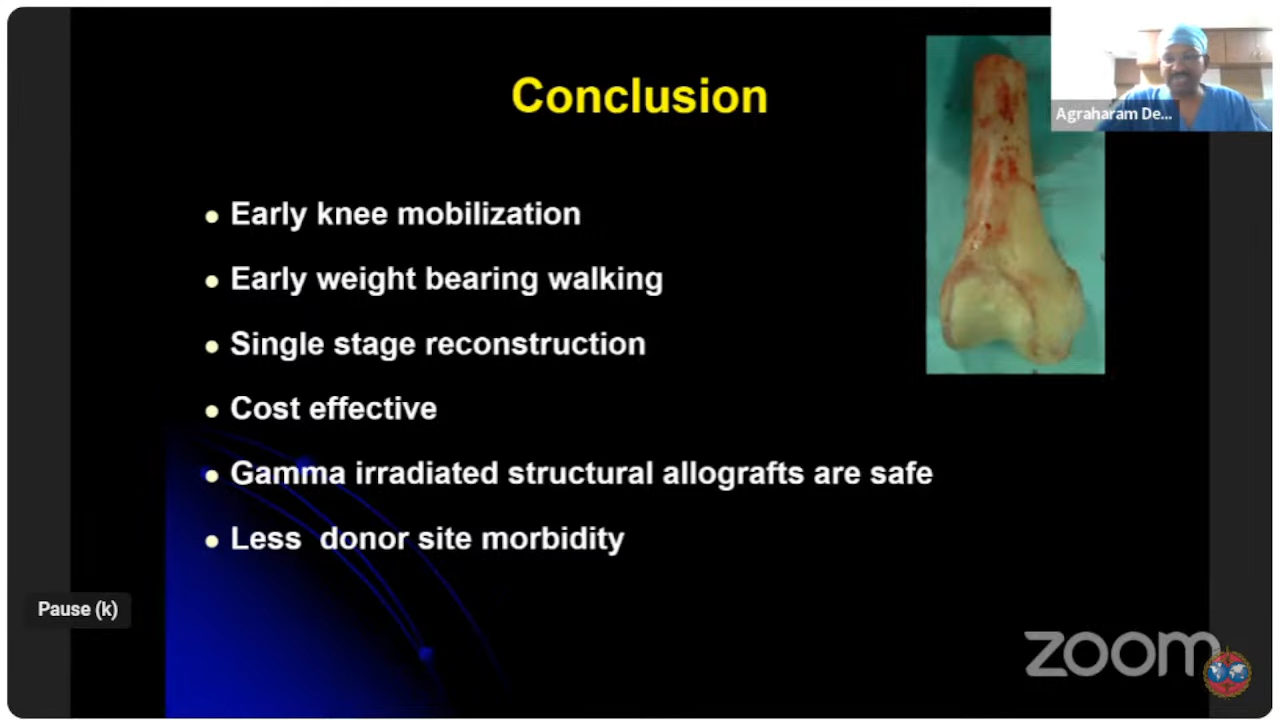 Conclusion
Agraharam De...
Early knee mobilization
Early weight bearing walking
Single stage reconstruction
Cost effective
Gamma irradiated structural allografts are safe
Less donor site morbidity
Pause (k)
zoom